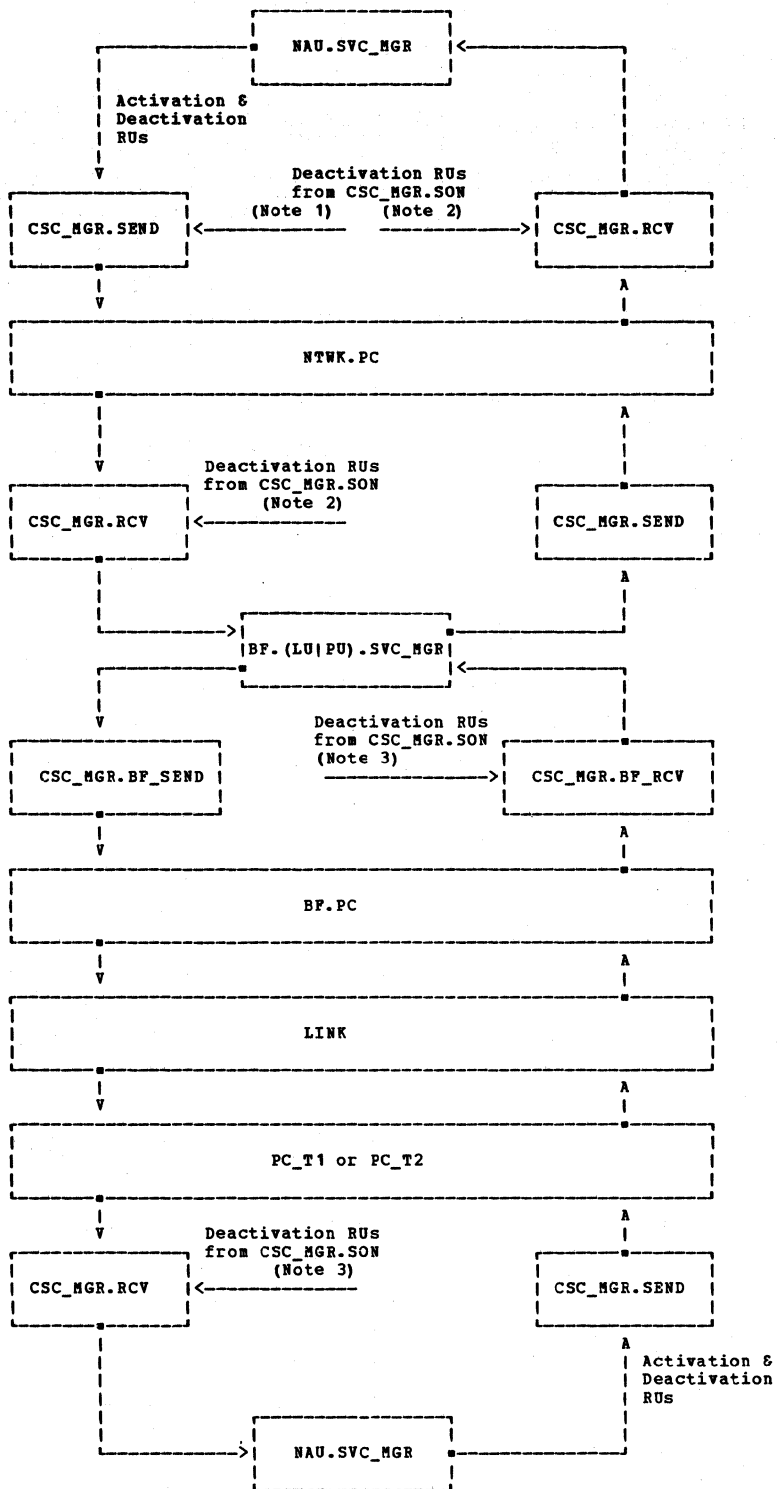 NAU.SVC_MGR
Activation &
Deactivation
RUs
Deactivation RUs
from CSC_MGR.SON
(Note 1) (Note 2)
CSC_MGR.SEND
CSC_MGR.RCV
NTWK.PC
Deactivation RUs
from CSC_MGR.SON
(Note 2)
CSC_MGR.RCV
CSC_MGR.SEND
BF.(LU|PU).SVC_MGR
Deactivation RUs
from CSC_MGR.SON
(Note 3)
CSC_MGR.BF_SEND
CSC_MGR.BF_RCV
BF.PC
LINK
PC_T1 or PC_T2
Deactivation RUs
from CSC_MGR.SON
(Note 3)
CSC_MGR.RCV
CSC_MGR.SEND
Activation &
Deactivation
RUs
NAU.SVC_MGR